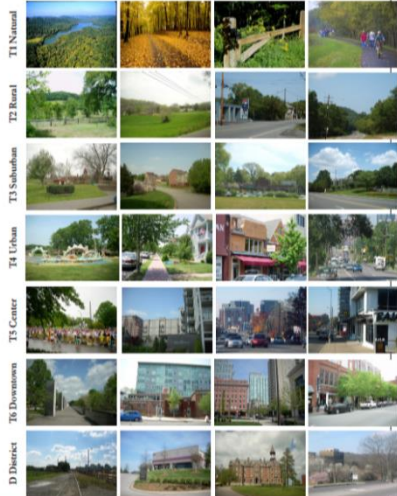 T1 Natural
T2 Rural
T3 Suburban
T4 Urban
T5 Center
T6 Downtown
D District